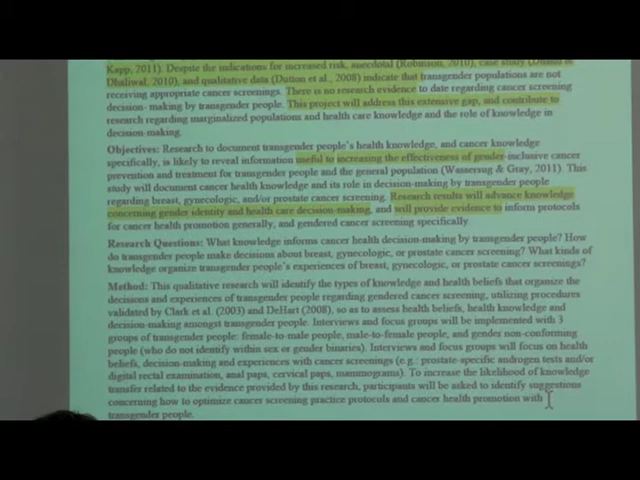 Kapp, 2011). Despite the indications for increased risk, anecdotal (Robinson, 2010), case study (Dhand &
Dhaliwal, 2010), and qualitative data (Dutton et al., 2008) indicate that transgender populations are not
receiving appropriate cancer screenings. There is no research evidence to date regarding cancer screening
decision- making by transgender people. This project will address this extensive gap, and contribute to
research regarding marginalized populations and health care knowledge and the role of knowledge in
decision-making.
Objectives: Research to document transgender people's health knowledge, and cancer knowledge
specifically, is likely to reveal information useful to increasing the effectiveness of gender-inclusive cancer
prevention and treatment for transgender people and the general population (Wassersug & Gray, 2011). This
study will document cancer health knowledge and its role in decision-making by transgender people
regarding breast, gynecologic, and/or prostate cancer screening. Research results will advance knowledge
concerning gender identity and health care decision-making, and will provide evidence to inform protocols
for cancer health promotion generally, and gendered cancer screening specifically.
Research Questions: What knowledge informs cancer health decision-making by transgender people? How
do transgender people make decisions about breast, gynecologic, or prostate cancer screening? What kinds of
knowledge organize transgender people's experiences of breast, gynecologic, or prostate cancer screenings?
Method: This qualitative research will identify the types of knowledge and health beliefs that organize the
decisions and experiences of transgender people regarding gendered cancer screening, utilizing procedures
validated by Clark et al. (2003) and DeHart (2008), so as to assess health beliefs, health knowledge and
decision-making amongst transgender people. Interviews and focus groups will be implemented with 3
groups of transgender people: female-to-male people, male-to-female people, and gender non-conforming
people (who do not identify within sex or gender binaries). Interviews and focus groups will focus on health
beliefs, decision-making and experiences with cancer screenings (e.g.: prostate-specific androgen tests and/or
digital rectal examination, anal paps, cervical paps, mammograms). To increase the likelihood of knowledge
transfer related to the evidence provided by this research, participants will be asked to identify suggestions
concerning how to optimize cancer screening practice protocols and cancer health promotion with
transgender people.